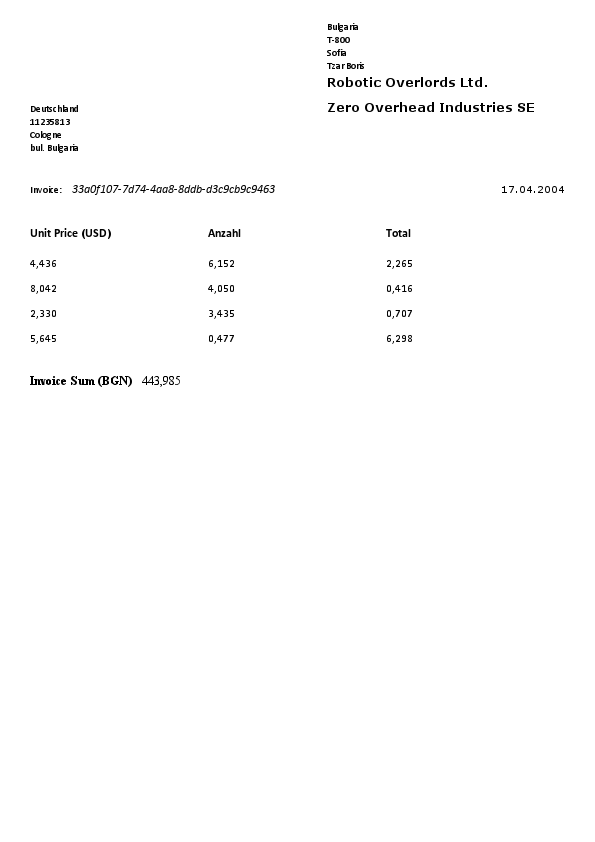 Bulgaria
T-800
Sofia
Tzar Boris
Robotic Overlords Ltd.
Zero Overhead Industries SE
Deutschland
11235813
Cologne
bul. Bulgaria
Invoice: 33a0f107-7d74-4aa8-8ddb-d3c9cb9c9463 17.04.2004
Unit Price (USD) Anzahl Total
4,436 6,152 2,265
8,042 4,050 0,416
2,330 3,435 0,707
5,645 0,477 6,298
Invoice Sum (BGN) 443,985